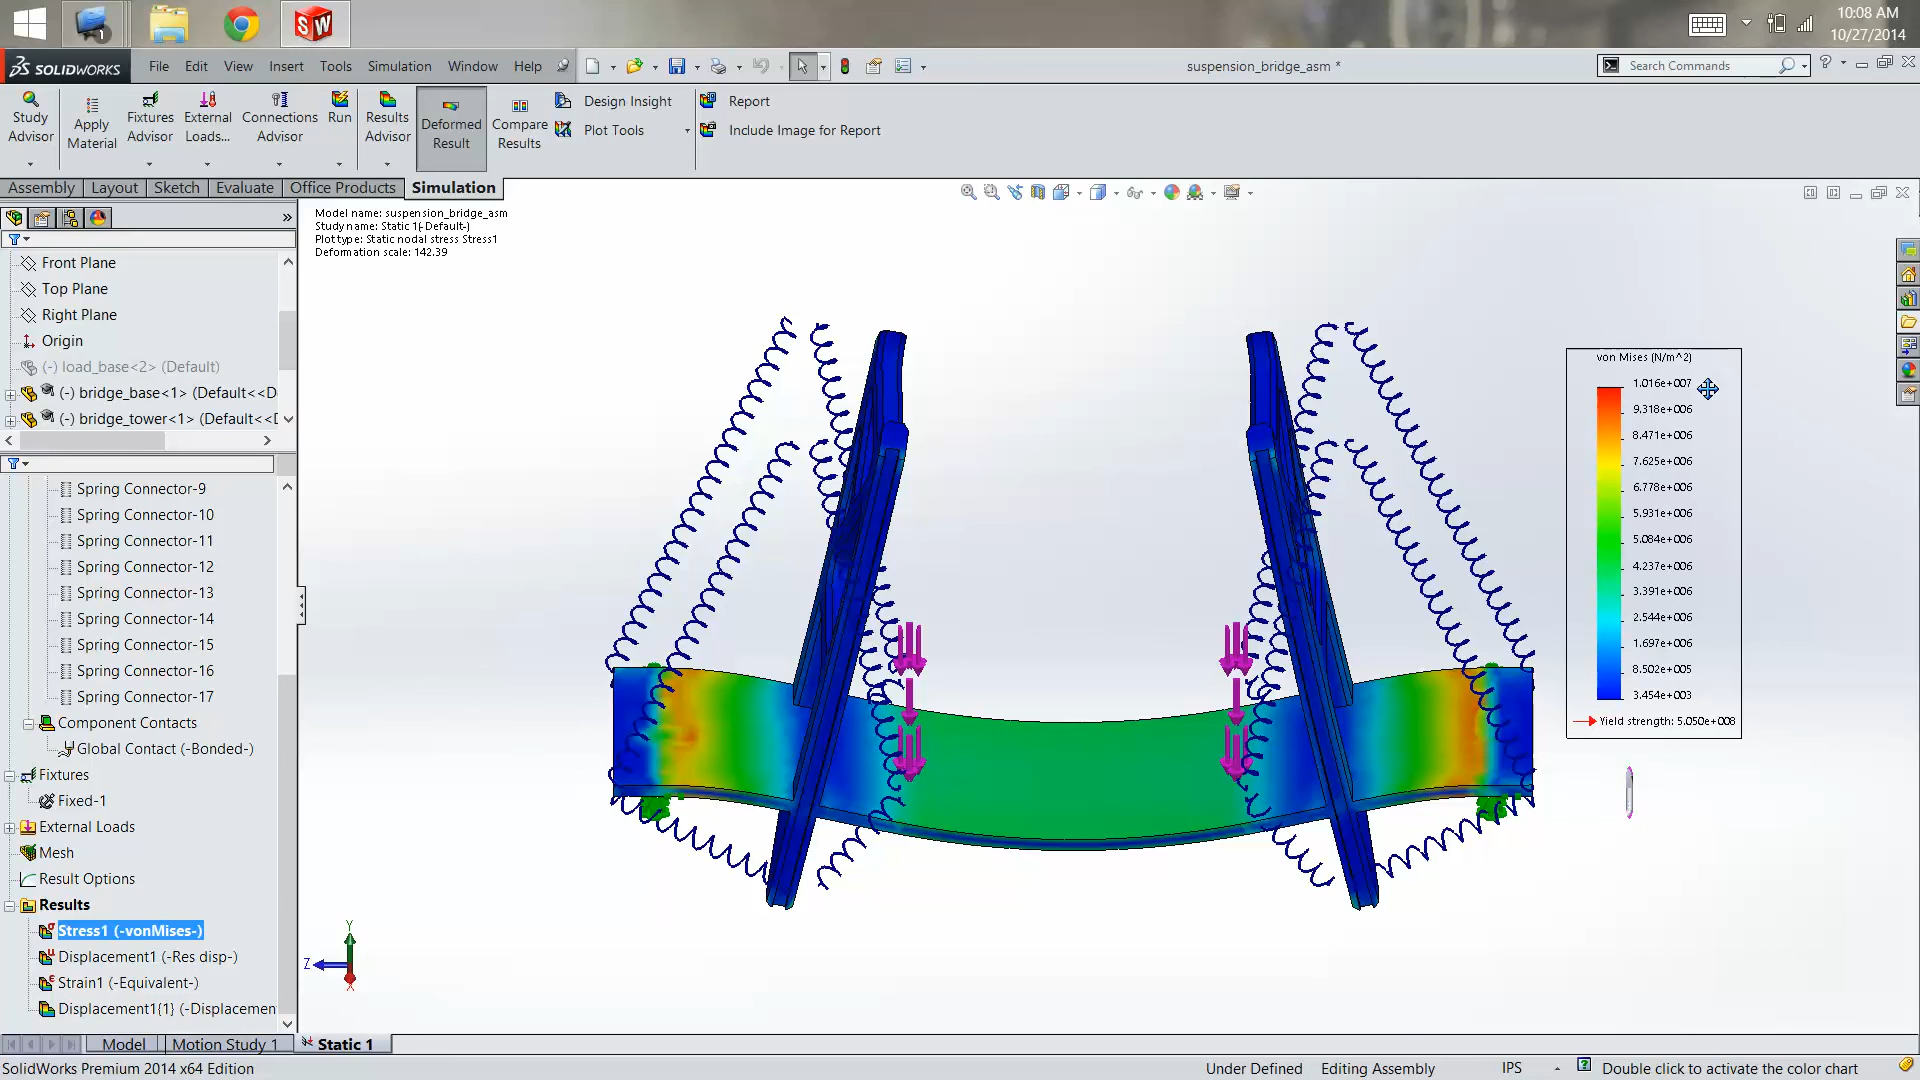 10:08 AM
10/27/2014
SOLIDWORKS
File Edit View Insert Tools Simulation Window Help
suspension_bridge_asm *
Search Commands
Study Advisor
Apply Material
Fixtures Advisor
External Loads...
Connections Advisor
Run
Results Advisor
Deformed Result
Compare Results
Design Insight
Plot Tools
Report
Include Image for Report
Assembly Layout Sketch Evaluate Office Products Simulation
Model name: suspension_bridge_asm
Study name: Static 1(-Default-)
Plot type: Static nodal stress Stress1
Deformation scale: 142.39
Front Plane
Top Plane
Right Plane
Origin
(-) load_base<2> (Default)
(-) bridge_base<1> (Default<<D
(-) bridge_tower<1> (Default<<D
Spring Connector-9
Spring Connector-10
Spring Connector-11
Spring Connector-12
Spring Connector-13
Spring Connector-14
Spring Connector-15
Spring Connector-16
Spring Connector-17
Component Contacts
Global Contact (-Bonded-)
Fixtures
Fixed-1
External Loads
Mesh
Result Options
Results
Stress1 (-vonMises-)
Displacement1 (-Res disp-)
Strain1 (-Equivalent-)
Displacement1{1} (-Displacemen
von Mises (N/m^2)
1.016e+007
9.318e+006
8.471e+006
7.625e+006
6.778e+006
5.931e+006
5.084e+006
4.237e+006
3.391e+006
2.544e+006
1.697e+006
8.502e+005
3.454e+003
Yield strength: 5.050e+008
Y
Z
X
Model Motion Study 1 Static 1
SolidWorks Premium 2014 x64 Edition
Under Defined Editing Assembly IPS Double click to activate the color chart